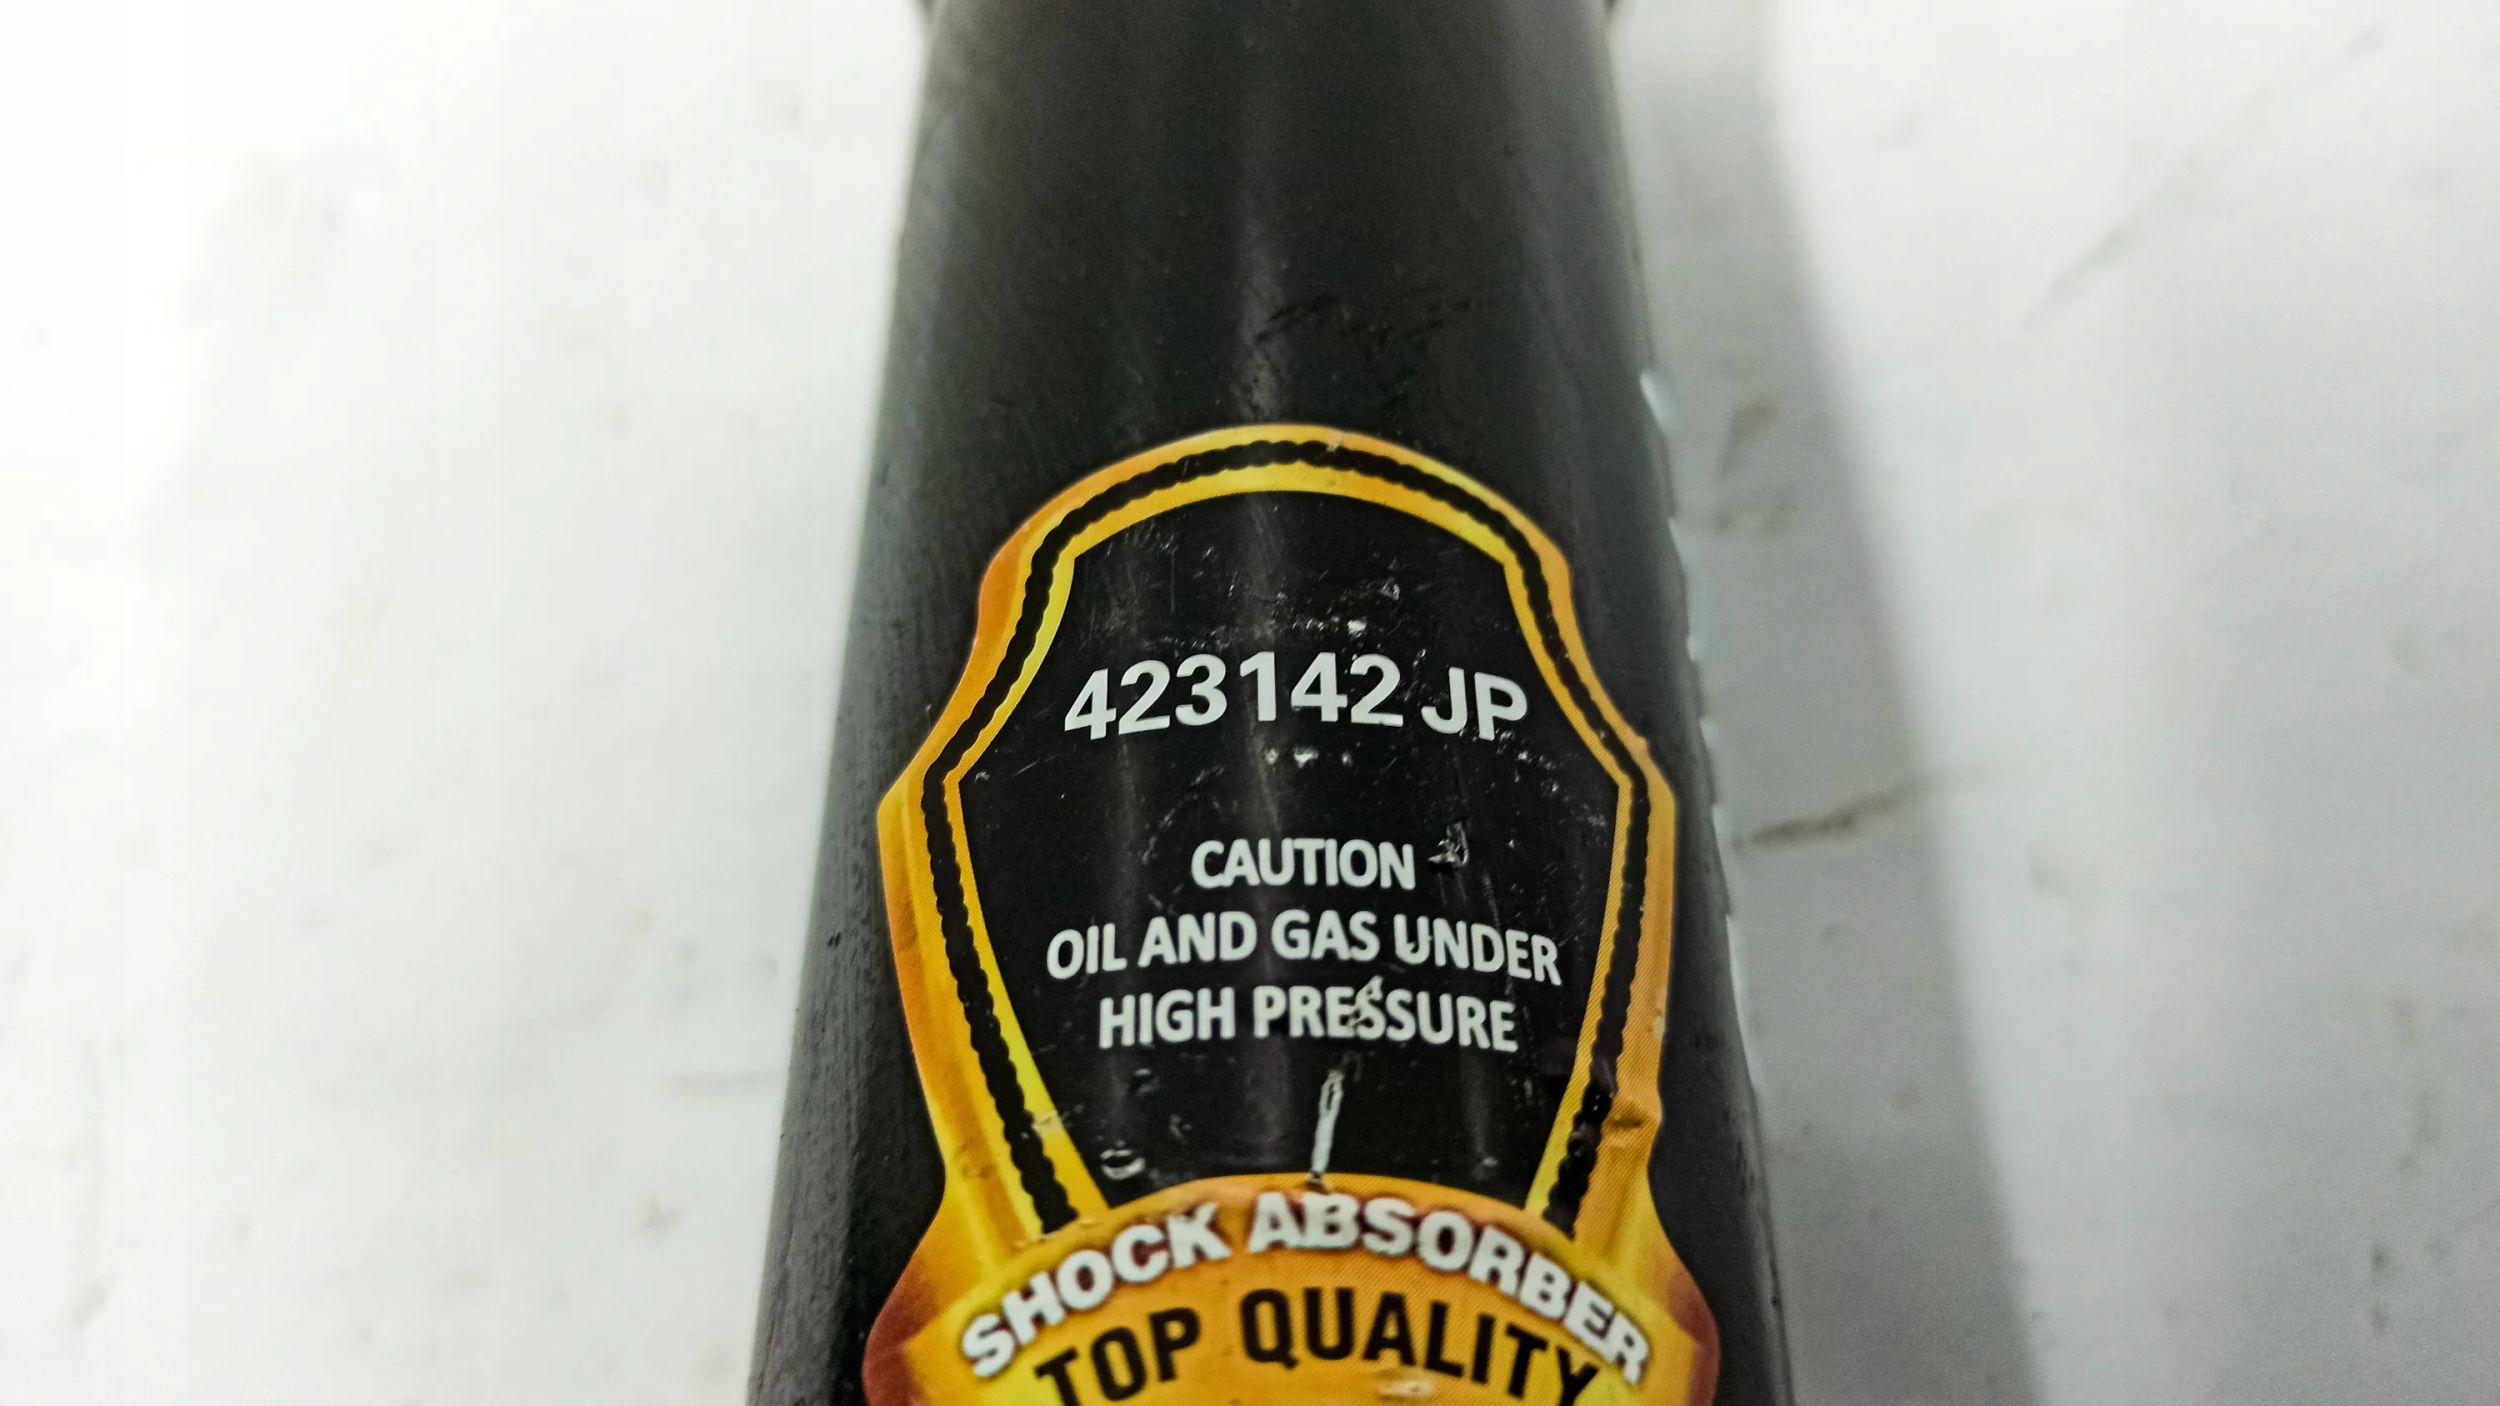 423142 JP
CAUTION
OIL AND GAS UNDER
HIGH PRESSURE
SHOCK ABSORBER
TOP QUALITY